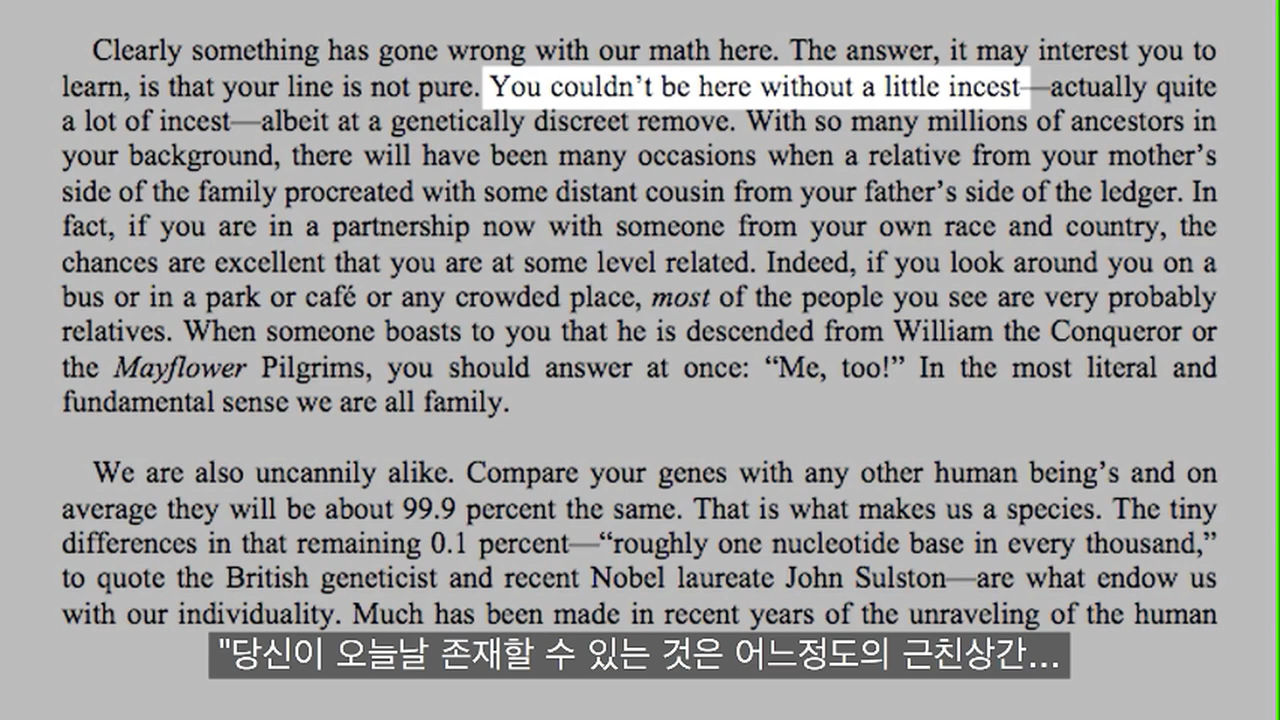 Clearly something has gone wrong with our math here. The answer, it may interest you to
learn, is that your line is not pure. You couldn’t be here without a little incest—actually quite
a lot of incest—albeit at a genetically discreet remove. With so many millions of ancestors in
your background, there will have been many occasions when a relative from your mother’s
side of the family procreated with some distant cousin from your father’s side of the ledger. In
fact, if you are in a partnership now with someone from your own race and country, the
chances are excellent that you are at some level related. Indeed, if you look around you on a
bus or in a park or café or any crowded place, most of the people you see are very probably
relatives. When someone boasts to you that he is descended from William the Conqueror or
the Mayflower Pilgrims, you should answer at once: “Me, too!” In the most literal and
fundamental sense we are all family.
We are also uncannily alike. Compare your genes with any other human being’s and on
average they will be about 99.9 percent the same. That is what makes us a species. The tiny
differences in that remaining 0.1 percent—“roughly one nucleotide base in every thousand,”
to quote the British geneticist and recent Nobel laureate John Sulston—are what endow us
with our individuality. Much has been made in recent years of the unraveling of the human
"당신이 오늘날 존재할 수 있는 것은 어느정도의 근친상간...